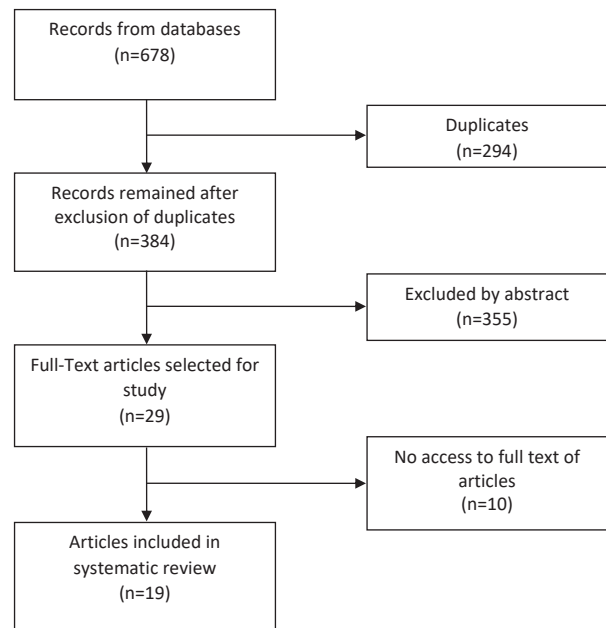 Records from databases
(n=678)
Duplicates
(n=294)
Records remained after
exclusion of duplicates
(n=384)
Excluded by abstract
(n=355)
Full-Text articles selected for
study
(n=29)
No access to full text of
articles
(n=10)
Articles included in
systematic review
(n=19)